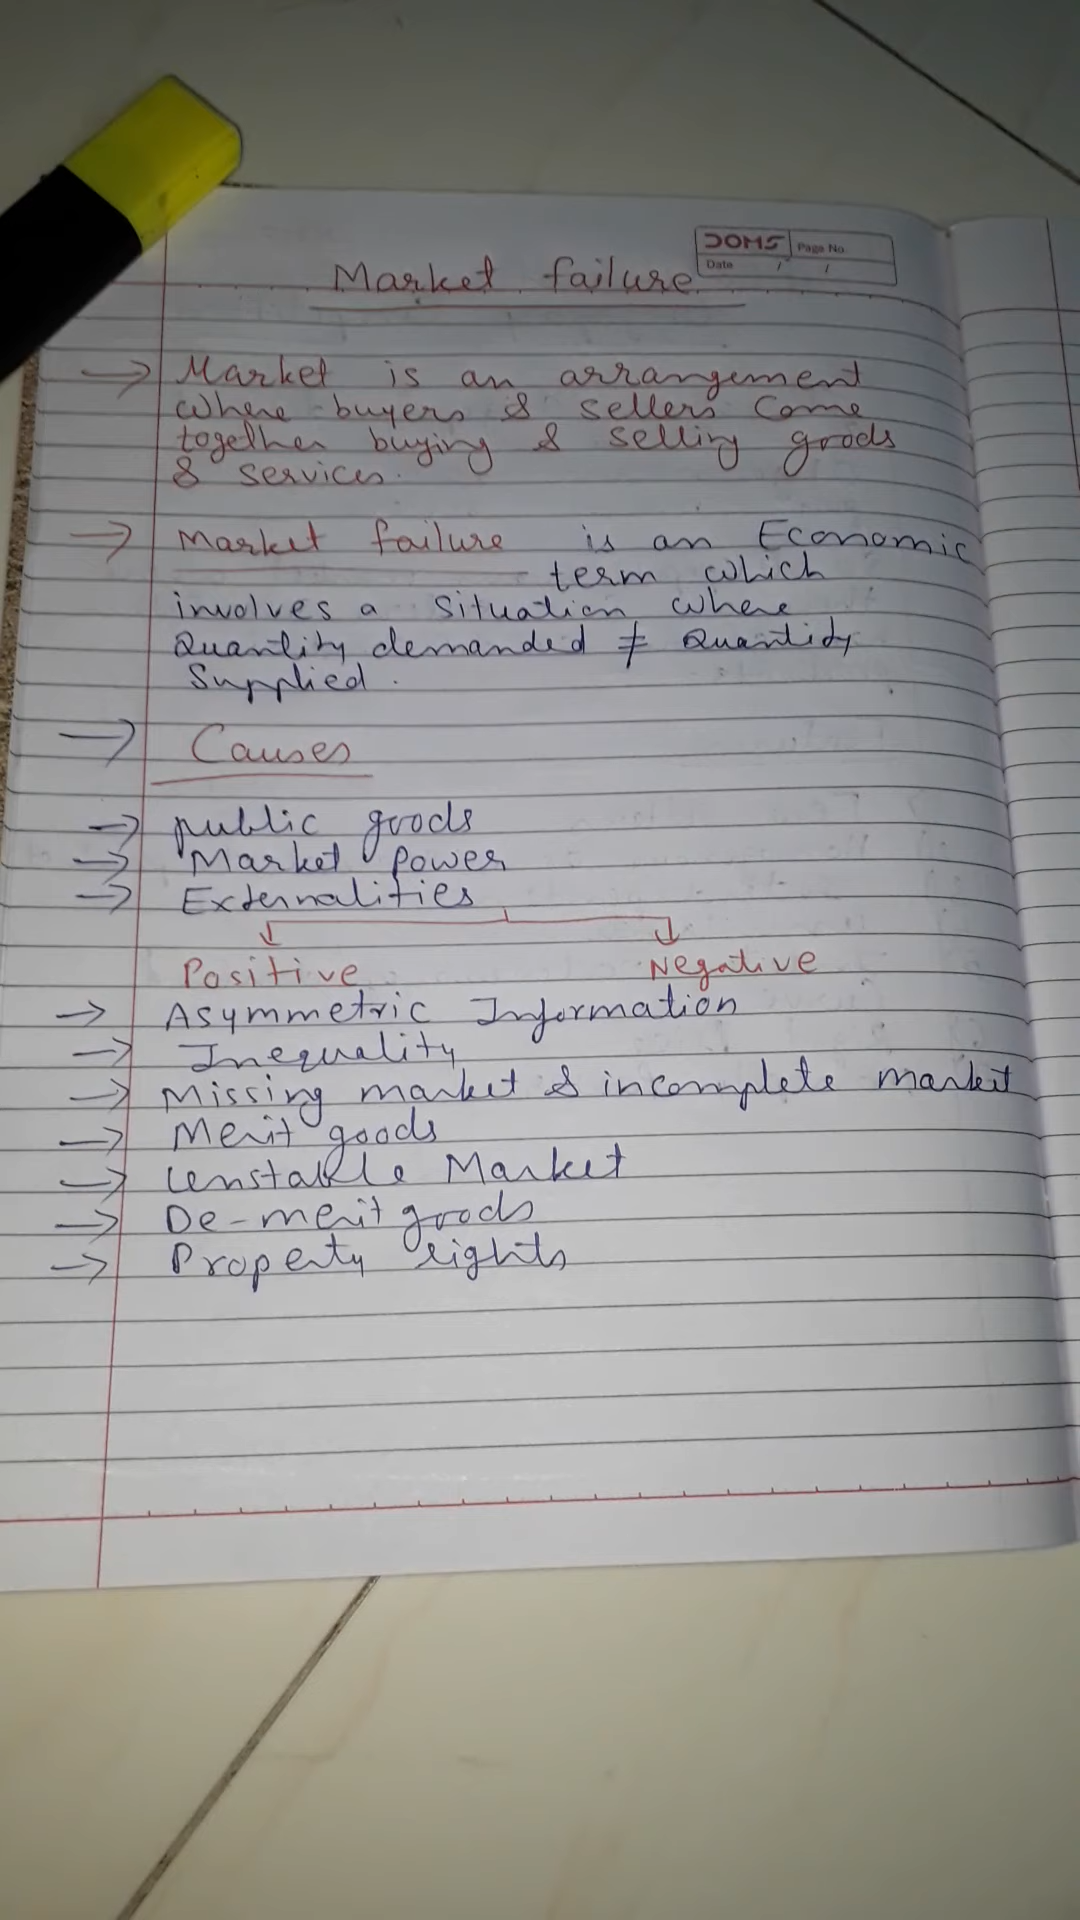 DOMS Page No.
Date / /
Market failure
→ Market is an arrangement
where buyers & sellers come
together buying & selling goods
& services.
→ Market failure is an Economic
term which
involves a situation where
Quantity demanded ≠ Quantity
Supplied.
→ Causes
→ public goods
→ Market Power
→ Externalities
Positive Negative
→ Asymmetric Information
→ Inequality
→ Missing market & incomplete market
→ Merit goods
→ Unstable Market
→ De-merit goods
→ Property rights